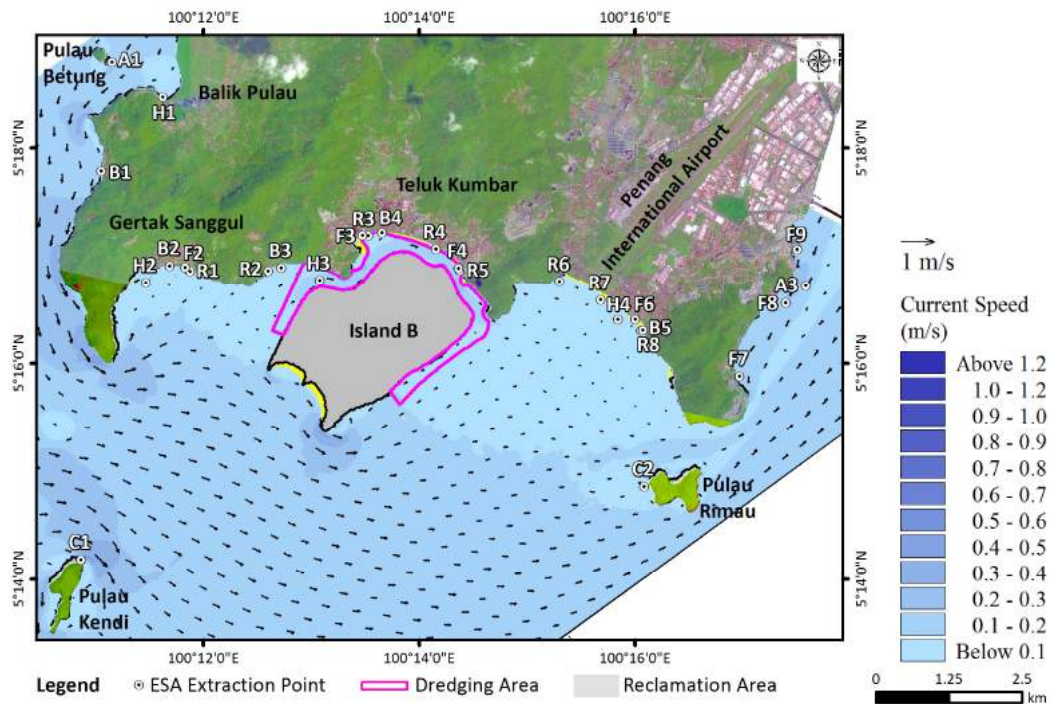 100°12'0"E 100°14'0"E 100°16'0"E
Pulau
Betung
A1
Balik Pulau
H1
5°18'0"N 5°18'0"N
B1
Penang
International Airport
Teluk Kumbar
Gertak Sanggul
R3 B4
F3
R4
F4
R5
F9
H2
B2
F2
R1
R2
B3
H3
R6
R7
H4
F6
B5
R8
A3
F8
F7
Island B
5°16'0"N 5°16'0"N
C2
Pulau
Rimau
C1
Pulau
Kendi
5°14'0"N 5°14'0"N
100°12'0"E 100°14'0"E 100°16'0"E
1 m/s
Current Speed
(m/s)
Above 1.2
1.0 - 1.2
0.9 - 1.0
0.8 - 0.9
0.7 - 0.8
0.6 - 0.7
0.5 - 0.6
0.4 - 0.5
0.3 - 0.4
0.2 - 0.3
0.1 - 0.2
Below 0.1
Legend ESA Extraction Point Dredging Area Reclamation Area
0 1.25 2.5
km